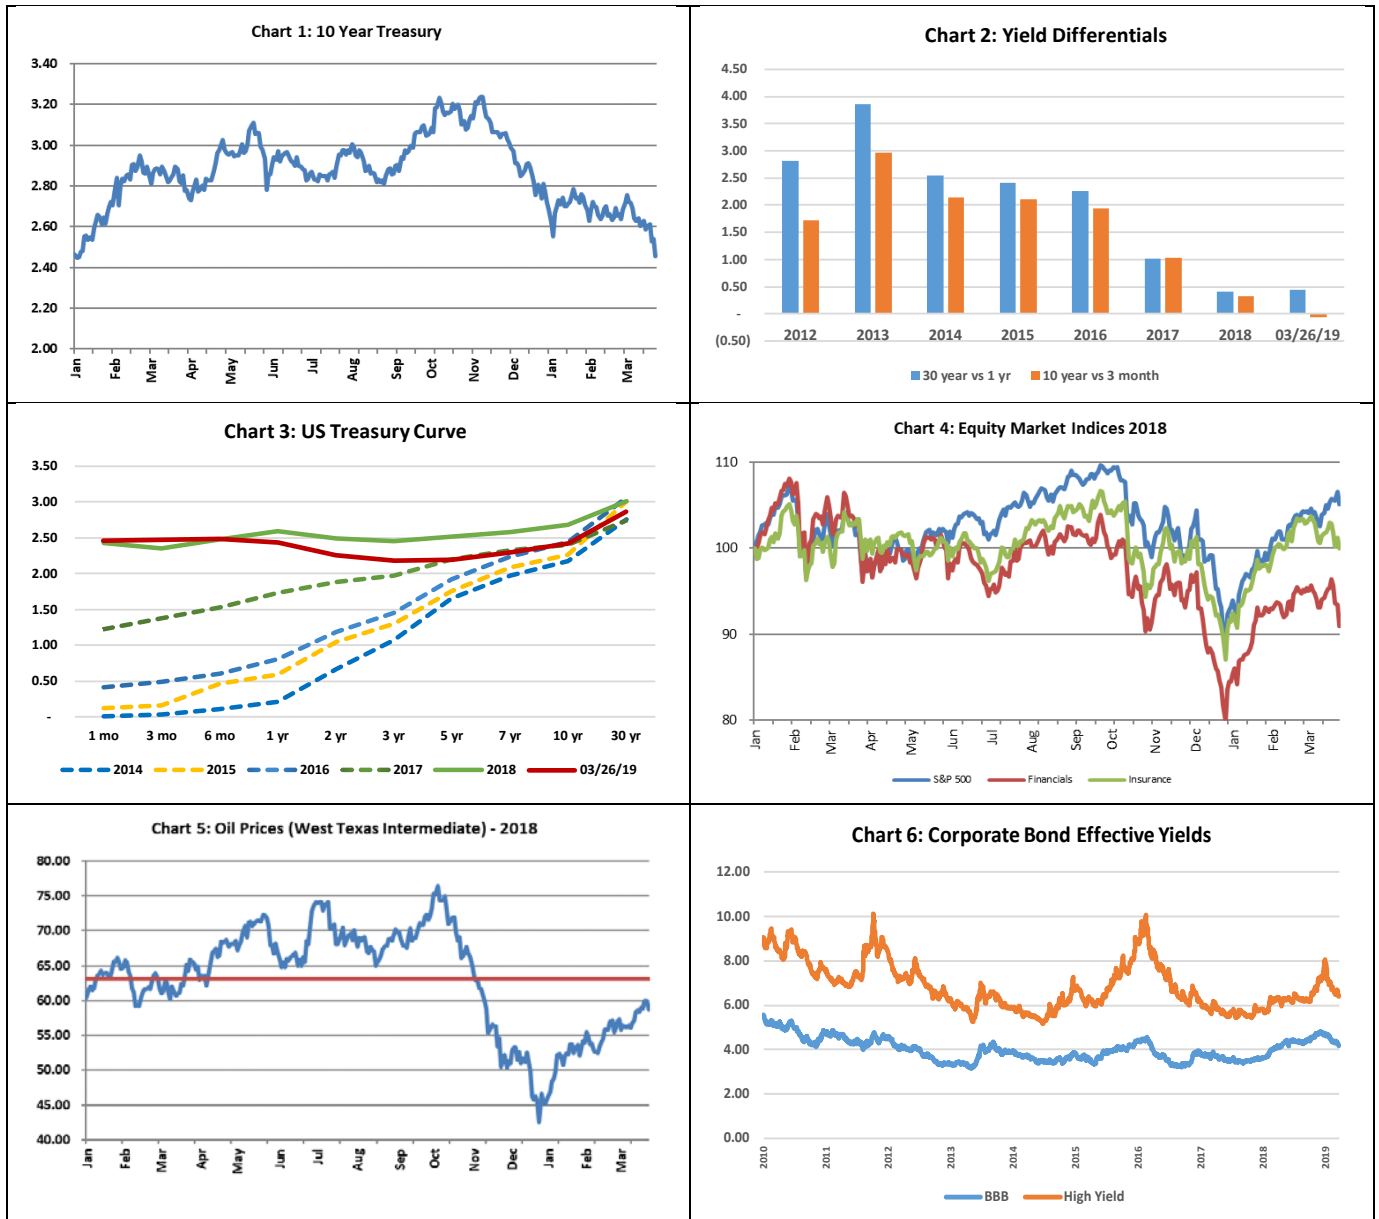 Chart 1: 10 Year Treasury
3.40
3.20
3.00
2.80
2.60
2.40
2.20
2.00
Jan Feb Mar Apr May Jun Jul Aug Sep Oct Nov Dec Jan Feb Mar
Chart 2: Yield Differentials
4.50
4.00
3.50
3.00
2.50
2.00
1.50
1.00
0.50
-
(0.50)
2012 2013 2014 2015 2016 2017 2018 03/26/19
30 year vs 1 yr 10 year vs 3 month
Chart 3: US Treasury Curve
3.50
3.00
2.50
2.00
1.50
1.00
0.50
-
1 mo 3 mo 6 mo 1 yr 2 yr 3 yr 5 yr 7 yr 10 yr 30 yr
2014 2015 2016 2017 2018 03/26/19
Chart 4: Equity Market Indices 2018
110
100
90
80
Jan Feb Mar Apr May Jun Jul Aug Sep Oct Nov Dec Jan Feb Mar
S&P 500 Financials Insurance
Chart 5: Oil Prices (West Texas Intermediate) - 2018
80.00
75.00
70.00
65.00
60.00
55.00
50.00
45.00
40.00
Jan Feb Mar Apr May Jun Jul Aug Sep Oct Nov Dec Jan Feb Mar
Chart 6: Corporate Bond Effective Yields
12.00
10.00
8.00
6.00
4.00
2.00
0.00
2010 2011 2012 2013 2014 2015 2016 2017 2018 2019
BBB High Yield